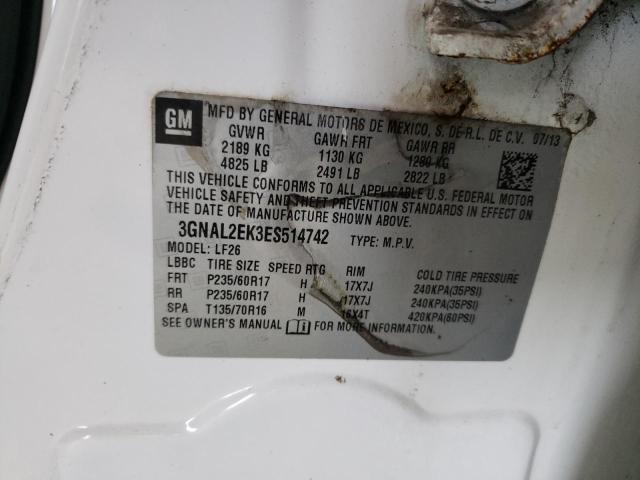 GM
MFD BY GENERAL MOTORS DE MEXICO, S. DE R.L. DE C.V. 07/13
GVWR GAWR FRT GAWR RR
2189 KG 1130 KG 1280 KG
4825 LB 2491 LB 2822 LB
THIS VEHICLE CONFORMS TO ALL APPLICABLE U.S. FEDERAL MOTOR
VEHICLE SAFETY AND THEFT PREVENTION STANDARDS IN EFFECT ON
THE DATE OF MANUFACTURE SHOWN ABOVE.
3GNAL2EK3ES514742 TYPE: M.P.V.
MODEL: LF26
LBBC TIRE SIZE SPEED RTG RIM COLD TIRE PRESSURE
FRT P235/60R17 H 17X7J 240KPA(35PSI)
RR P235/60R17 H 17X7J 240KPA(35PSI)
SPA T135/70R16 M 16X4T 420KPA(60PSI)
SEE OWNER'S MANUAL FOR MORE INFORMATION.